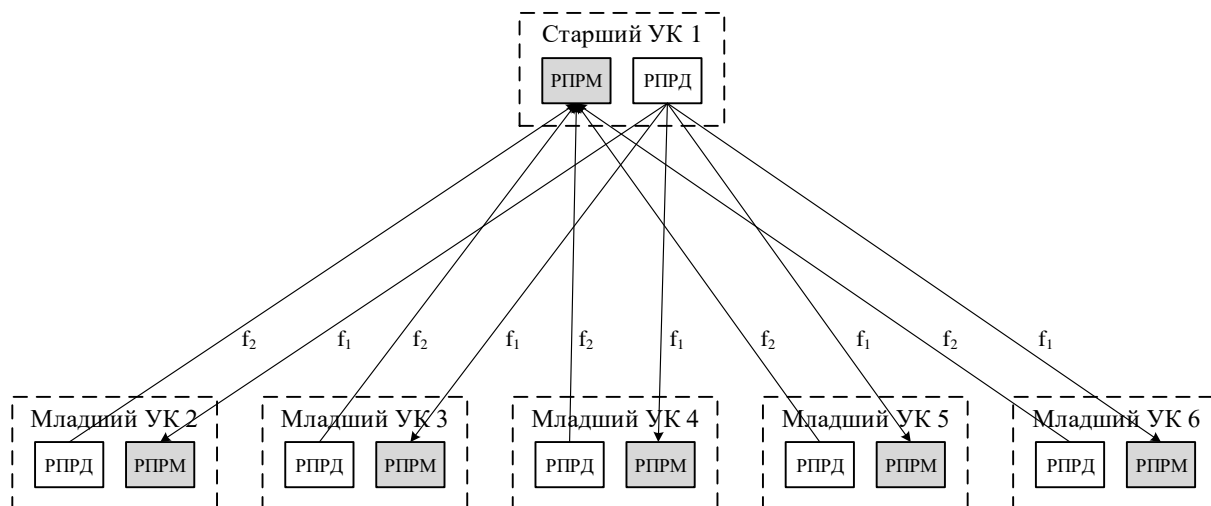 Старший УК 1
РПРМ РПРД
f₂ f₁ f₂ f₁ f₂ f₁ f₂ f₁ f₂ f₁
Младший УК 2 Младший УК 3 Младший УК 4 Младший УК 5 Младший УК 6
РПРД РПРМ РПРД РПРМ РПРД РПРМ РПРД РПРМ РПРД РПРМ